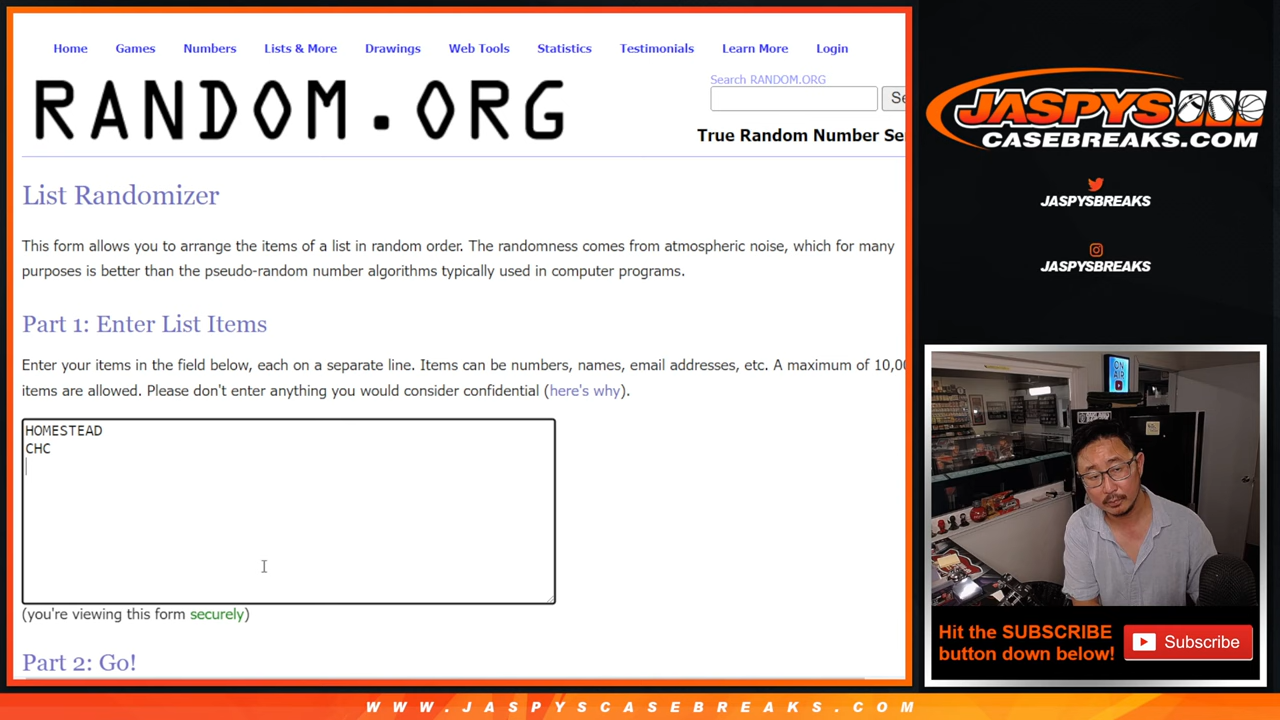 Home Games Numbers Lists & More Drawings Web Tools Statistics Testimonials Learn More Login
RANDOM.ORG
Search RANDOM.ORG
Se
True Random Number Se
List Randomizer
This form allows you to arrange the items of a list in random order. The randomness comes from atmospheric noise, which for many
purposes is better than the pseudo-random number algorithms typically used in computer programs.
Part 1: Enter List Items
Enter your items in the field below, each on a separate line. Items can be numbers, names, email addresses, etc. A maximum of 10,00
items are allowed. Please don't enter anything you would consider confidential (here's why).
HOMESTEAD
CHC
(you're viewing this form securely)
Part 2: Go!
JASPYS
CASEBREAKS.COM
JASPYSBREAKS
JASPYSBREAKS
ON
AIR
Hit the SUBSCRIBE
button down below!
Subscribe
WWW.JASPYSCASEBREAKS.COM